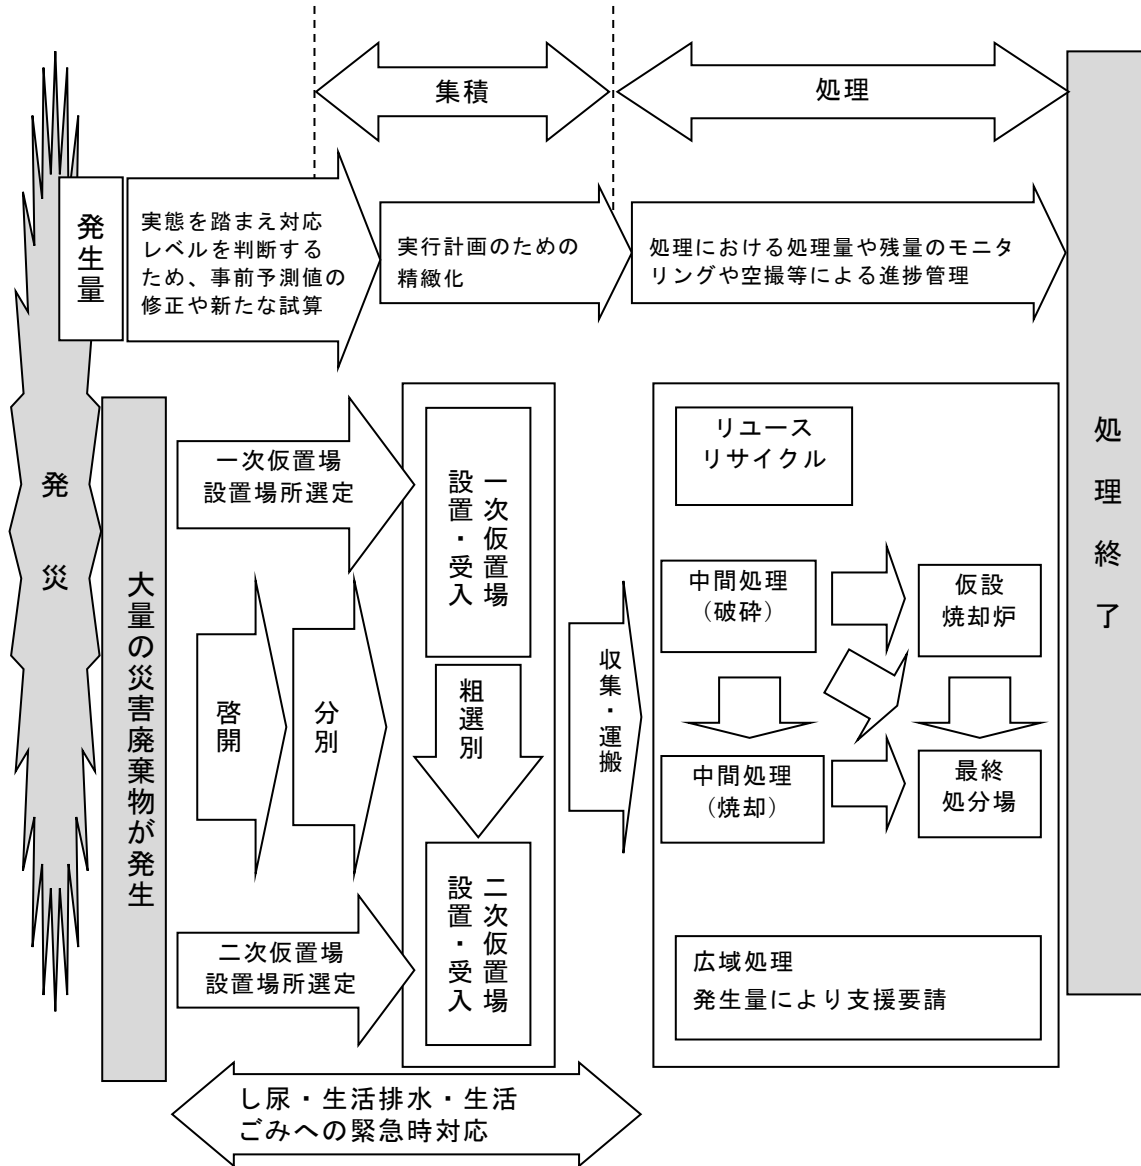 集積
処理
発生量
実態を踏まえ対応
レベルを判断する
ため、事前予測値の
修正や新たな試算
実行計画のための
精緻化
処理における処理量や残量のモニタ
リングや空撮等による進捗管理
発災
大量の災害廃棄物が発生
一次仮置場
設置場所選定
啓開
分別
二次仮置場
設置場所選定
一次仮置場
設置・受入
粗選別
二次仮置場
設置・受入
収集・運搬
リユース
リサイクル
中間処理
（破砕）
仮設
焼却炉
中間処理
（焼却）
最終
処分場
広域処理
発生量により支援要請
処理終了
し尿・生活排水・生活
ごみへの緊急時対応